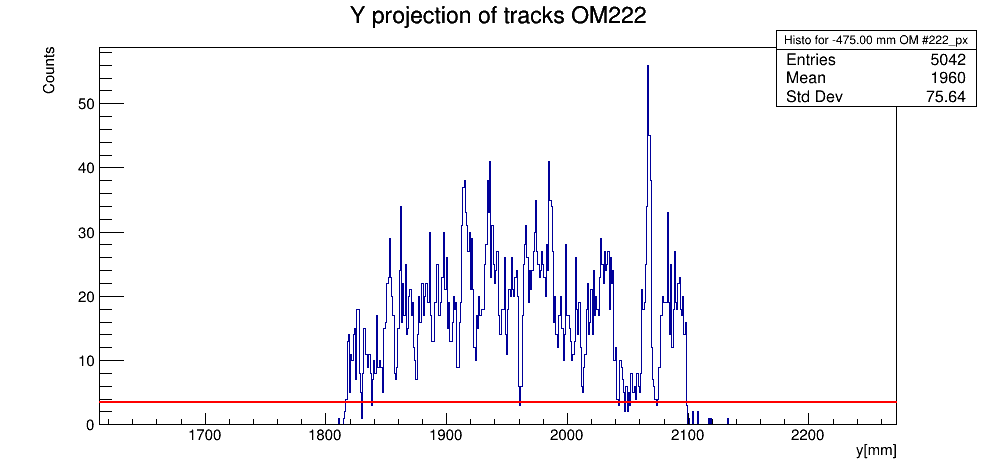 Y projection of tracks OM222
Histo for -475.00 mm OM #222_px
Entries 5042
Mean 1960
Std Dev 75.64
Counts
50
40
30
20
10
0
1700 1800 1900 2000 2100 2200
y[mm]